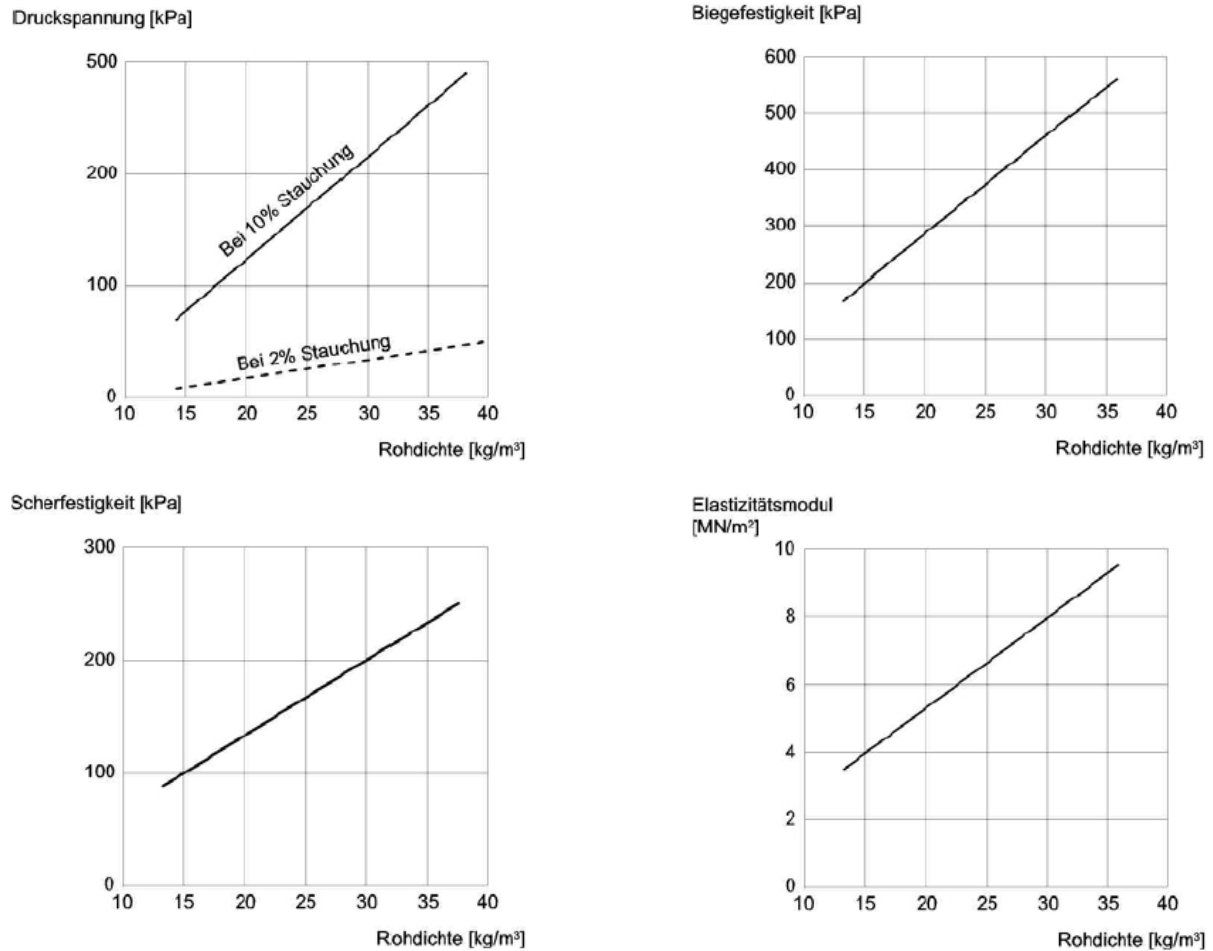 Druckspannung [kPa]
500
200
100
0
10 15 20 25 30 35 40
Bei 10% Stauchung
Bei 2% Stauchung
Rohdichte [kg/m³]
Biegefestigkeit [kPa]
600
500
400
300
200
100
0
10 15 20 25 30 35 40
Rohdichte [kg/m³]
Scherfestigkeit [kPa]
300
200
100
0
10 15 20 25 30 35 40
Rohdichte [kg/m³]
Elastizitätsmodul
[MN/m²]
10
8
6
4
2
0
10 15 20 25 30 35 40
Rohdichte [kg/m³]